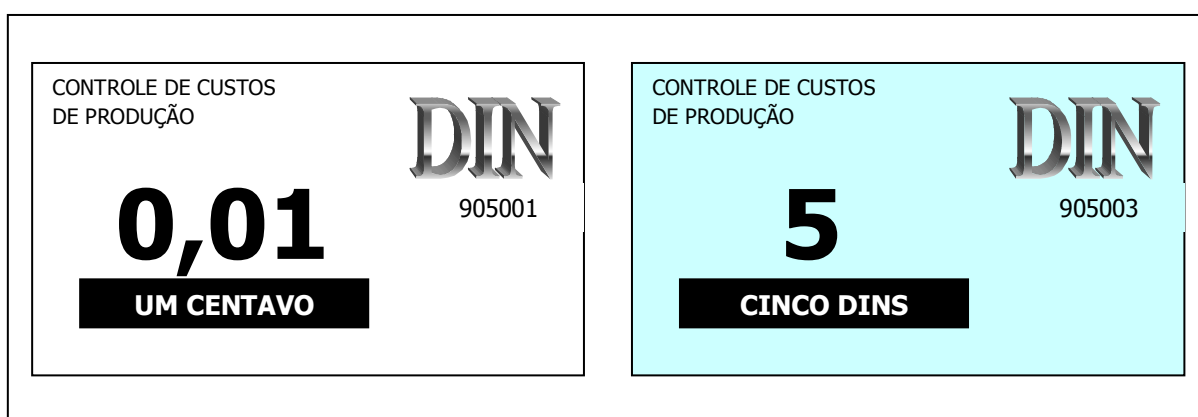 CONTROLE DE CUSTOS
DE PRODUÇÃO
DIN
905001
0,01
UM CENTAVO
CONTROLE DE CUSTOS
DE PRODUÇÃO
DIN
905003
5
CINCO DINS